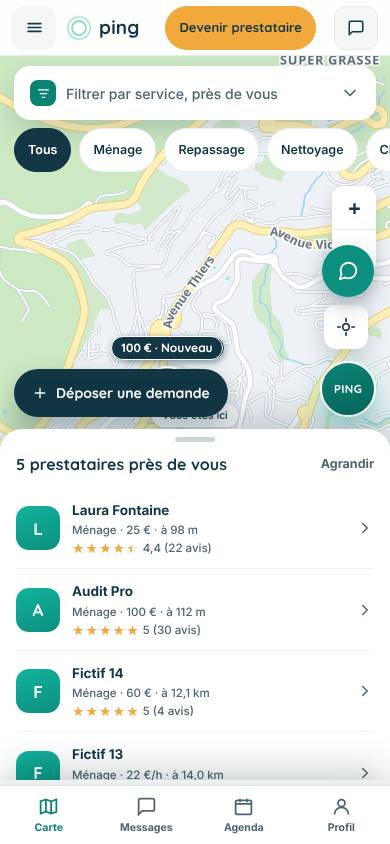 ping
Devenir prestataire
SUPER GRASSE
Filtrer par service, près de vous
Tous
Ménage
Repassage
Nettoyage
+
Avenue Vic
Avenue Thiers
100 € · Nouveau
+ Déposer une demande
PING
Vous êtes ici
5 prestataires près de vous
Agrandir
L
Laura Fontaine
Ménage · 25 € · à 98 m
★★★★★ 4,4 (22 avis)
A
Audit Pro
Ménage · 100 € · à 112 m
★★★★★ 5 (30 avis)
F
Fictif 14
Ménage · 60 € · à 12,1 km
★★★★★ 5 (4 avis)
F
Fictif 13
Ménage · 22 €/h · à 14,0 km
Carte
Messages
Agenda
Profil